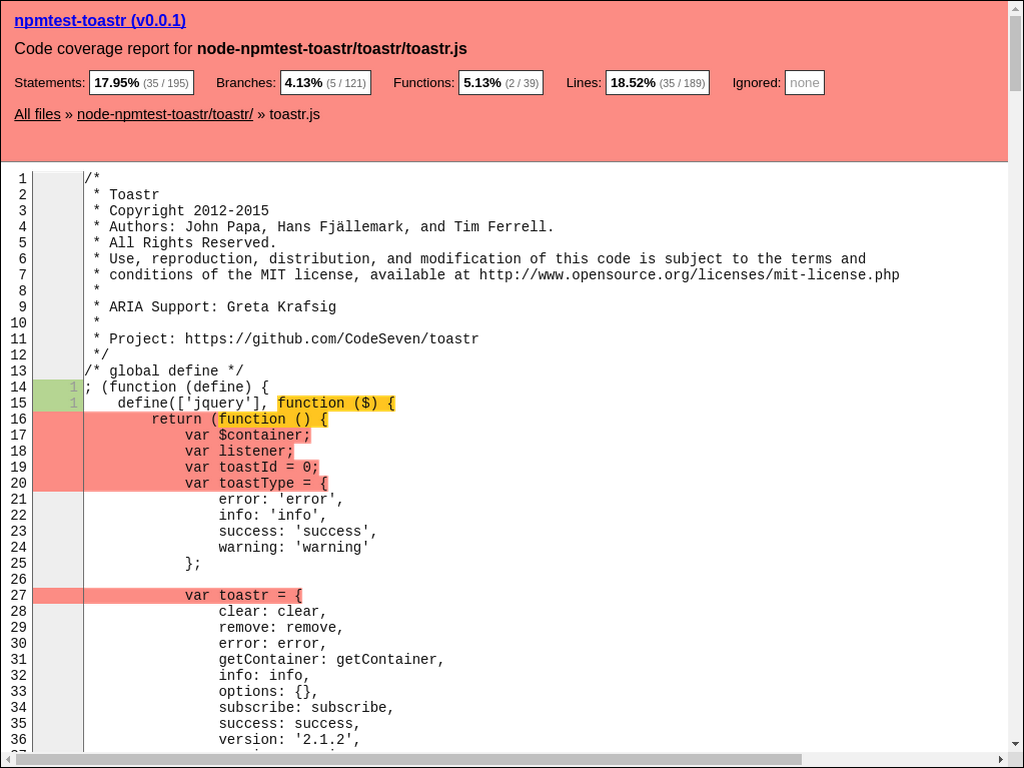 npmtest-toastr (v0.0.1)
Code coverage report for node-npmtest-toastr/toastr/toastr.js
Statements: 17.95% (35 / 195) Branches: 4.13% (5 / 121) Functions: 5.13% (2 / 39) Lines: 18.52% (35 / 189) Ignored: none
All files » node-npmtest-toastr/toastr/ » toastr.js
1 /*
2  * Toastr
3  * Copyright 2012-2015
4  * Authors: John Papa, Hans Fjällemark, and Tim Ferrell.
5  * All Rights Reserved.
6  * Use, reproduction, distribution, and modification of this code is subject to the terms and
7  * conditions of the MIT license, available at http://www.opensource.org/licenses/mit-license.php
8  *
9  * ARIA Support: Greta Krafsig
10  *
11  * Project: https://github.com/CodeSeven/toastr
12  */
13 /* global define */
14 1 ; (function (define) {
15 1     define(['jquery'], function ($) {
16         return (function () {
17             var $container;
18             var listener;
19             var toastId = 0;
20             var toastType = {
21                 error: 'error',
22                 info: 'info',
23                 success: 'success',
24                 warning: 'warning'
25             };
26
27             var toastr = {
28                 clear: clear,
29                 remove: remove,
30                 error: error,
31                 getContainer: getContainer,
32                 info: info,
33                 options: {},
34                 subscribe: subscribe,
35                 success: success,
36                 version: '2.1.2',